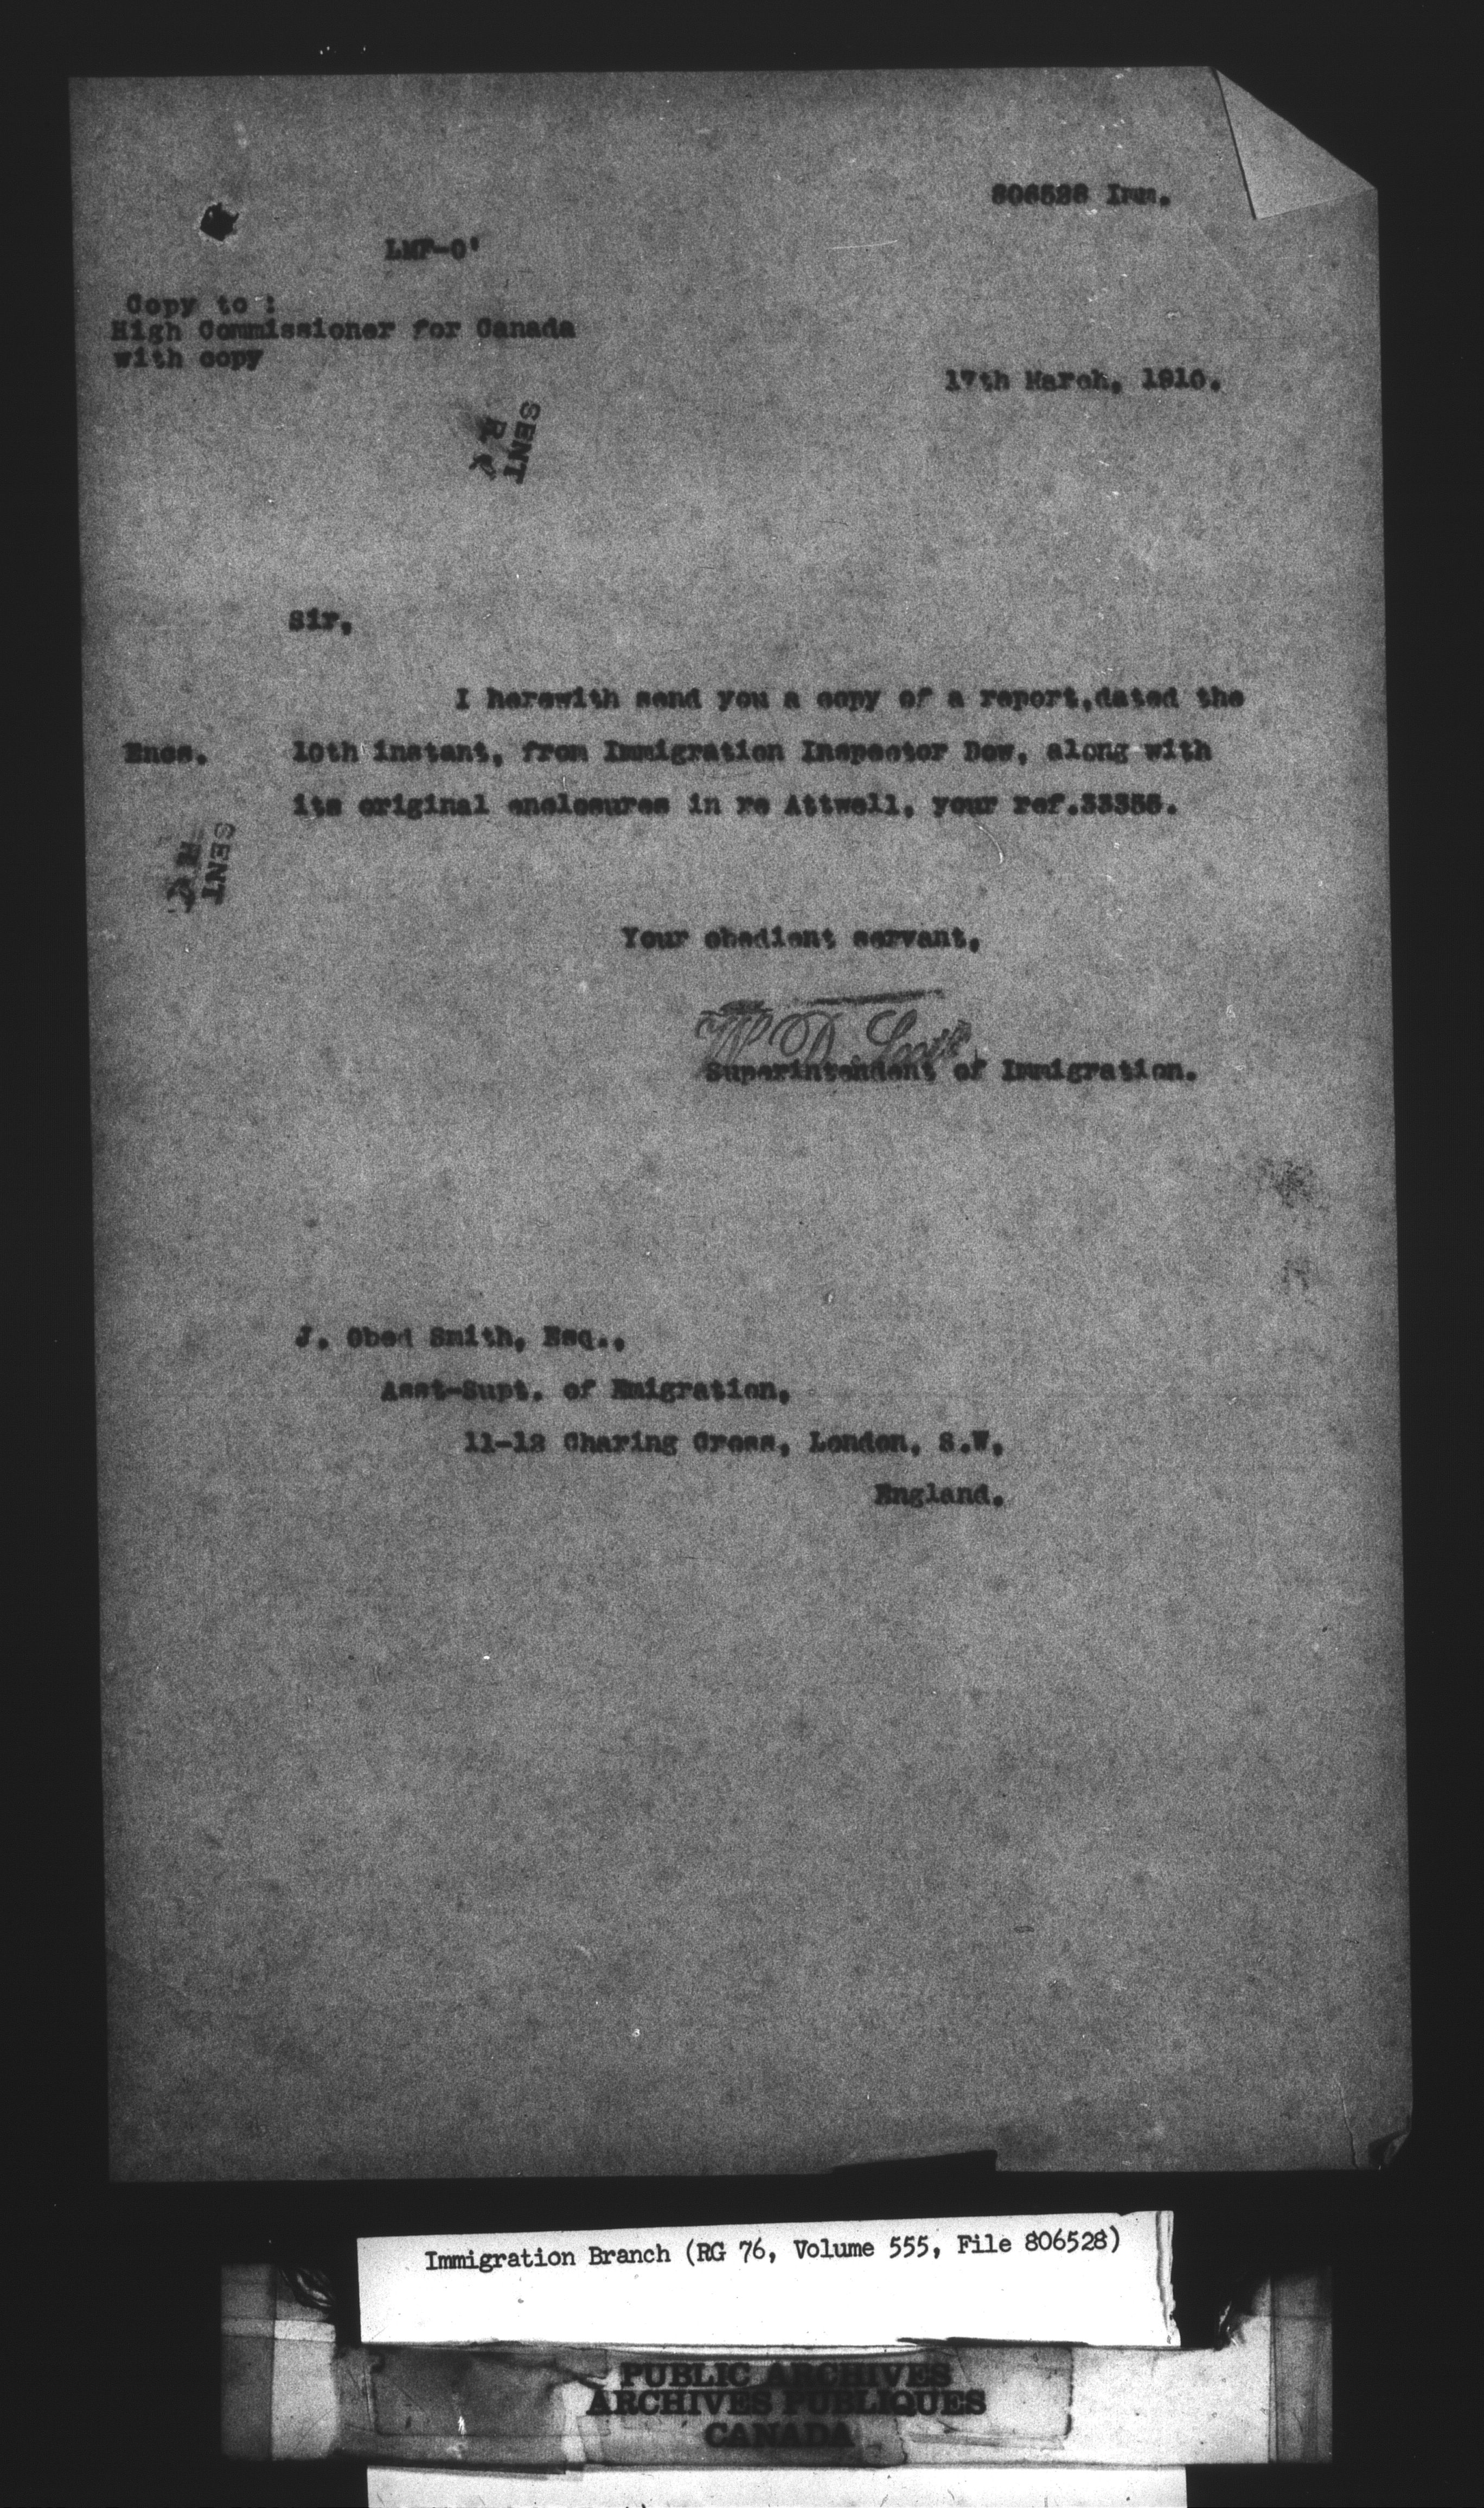 806528 Imm.
LMF-O'
Copy to :
High Commissioner for Canada
with copy
17th March, 1910.
SENT
Sir,
I herewith send you a copy of a report,dated the
Encs. 10th instant, from Immigration Inspector Dow, along with
its original enclosures in re Attwell, your ref.33355.
SENT
Your obedient servant,
W. D. Scott
Superintendent of Immigration.
J. Obed Smith, Esq.,
Asst-Supt. of Emigration,
11-12 Charing Cross, London, S.W,
England.
Immigration Branch (RG 76, Volume 555, File 806528)
PUBLIC ARCHIVES
ARCHIVES PUBLIQUES
CANADA